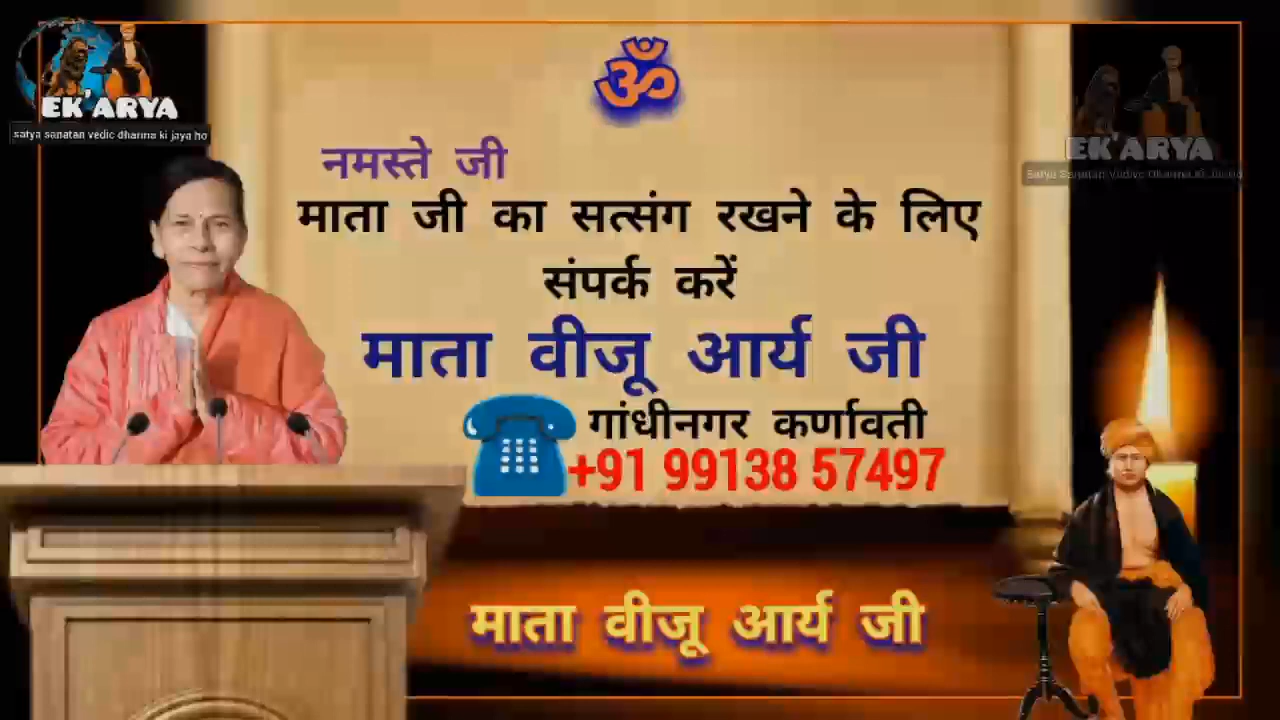 EK'ARYA
satya sanatan vedic dharma ki jaya ho
ॐ
EK'ARYA
नमस्ते जी
माता जी का सत्संग रखने के लिए
संपर्क करें
माता वीजू आर्य जी
गांधीनगर कर्णावती
+91 99138 57497
माता वीजू आर्य जी